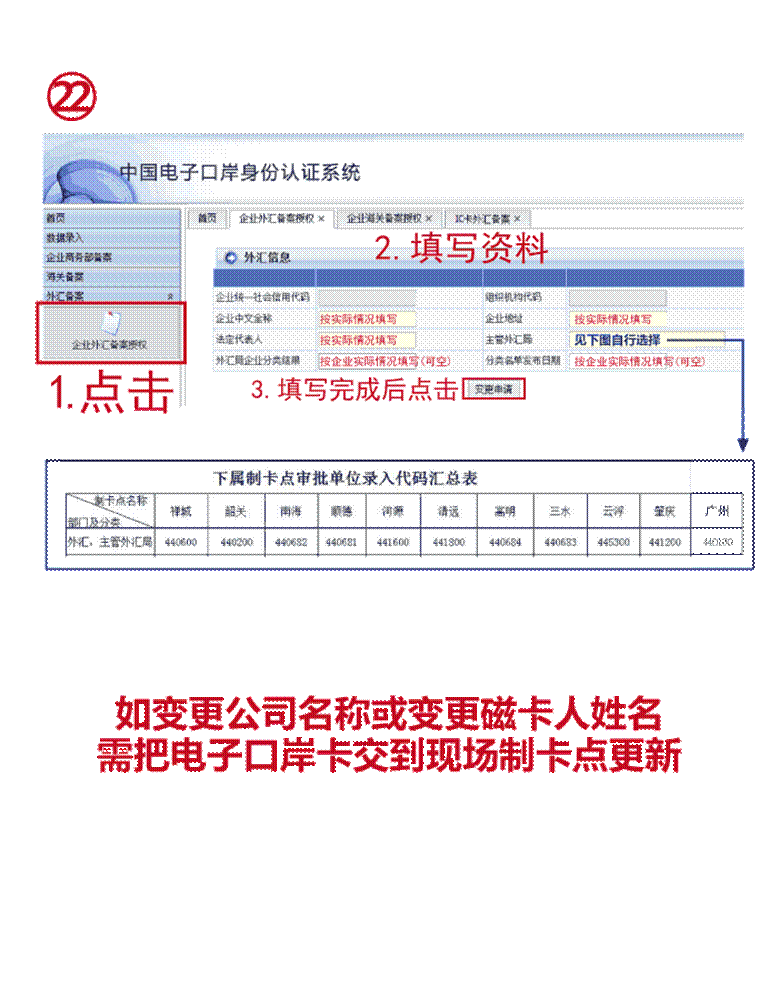 ㉒
中国电子口岸身份认证系统
首页
数据录入
企业商务部备案
海关备案
外汇备案
企业外汇备案授权
1.点击
首页 企业外汇备案授权 × 企业海关备案授权 × IC卡外汇备案 ×
2. 填写资料
外汇信息
企业统一社会信用代码 组织机构代码
企业中文名称 按实际情况填写 企业地址 按实际情况填写
法定代表人 按实际情况填写 主管外汇局 见下图自行选择
外汇局企业分类结果 按企业实际情况填写(可空) 分类名单发布日期 按企业实际情况填写(可空)
3. 填写完成后点击 变更申请
下属制卡点审批单位录入代码汇总表
制卡点名称
部门及分类
禅城 韶关 南海 顺德 河源 清远 高明 三水 云浮 肇庆 广州
外汇、主管外汇局 440600 440200 440682 440681 441600 441800 440684 440683 445300 441200
如变更公司名称或变更磁卡人姓名
需把电子口岸卡交到现场制卡点更新